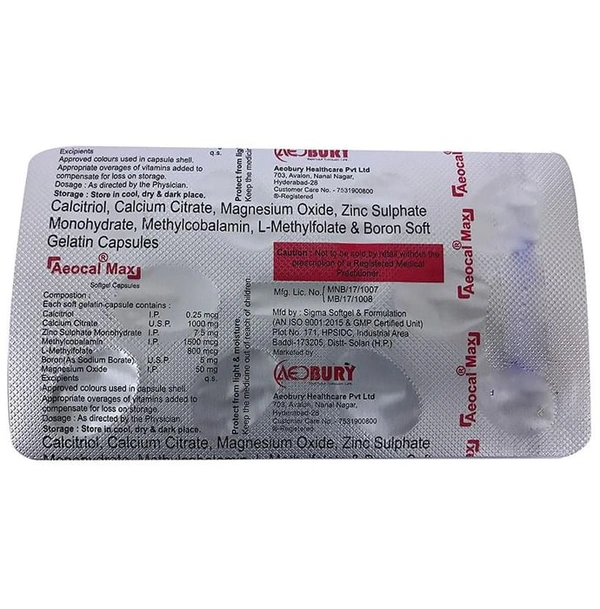 Excipients q.s.
Approved colours used in capsule shell.
Appropriate overages of vitamins added to
compensate for loss on storage.
Dosage : As directed by the Physician.
Storage : Store in cool, dry & dark place.
Protect from light
Keep the medicine
AEOBURY
Aeobury Healthcare Pvt Ltd
703, Avalon, Nanal Nagar,
Hyderabad-28
Customer Care No. - 7531900800
®-Registered
Calcitriol, Calcium Citrate, Magnesium Oxide, Zinc Sulphate
Monohydrate, Methylcobalamin, L-Methylfolate & Boron Soft
Gelatin Capsules
Aeocal® Max
Softgel Capsules
Composition :
Each soft gelatin-capsule contains :
Calcitriol I.P. 0.25 mcg
Calcium Citrate U.S.P. 1000 mg
Zinc Sulphate Monohydrate I.P. 7.5 mg
Methylcobalamin I.P. 1500 mcg
L-Methylfolate 800 mcg
Boron(As Sodium Borate) U.S.P. 5 mg
Magnesium Oxide I.P. 50 mg
Excipients q.s.
Approved colours used in capsule shell.
Appropriate overages of vitamins added to
compensate for loss on storage.
Dosage : As directed by the Physician.
Storage : Store in cool, dry & dark place.
Protect from light & moisture
Keep the medicine out of reach of children
Caution : Not to be sold by retail without the
prescription of a Registered Medical
Practitioner.
Mfg. Lic. No. MNB/17/1007
MB/17/1008
Mfd by : Sigma Softgel & Formulation
(AN ISO 9001:2015 & GMP Certified Unit)
Plot No. 171, HPSIDC, Industrial Area
Baddi-173205, Distt- Solan (H.P.)
Marketed by
AEOBURY
Aeobury Healthcare Pvt Ltd
703, Avalon, Nanal Nagar,
Hyderabad-28
Customer Care No. - 7531900800
®-Registered
Aeocal® Max
Aeocal® Max
Calcitriol, Calcium Citrate, Magnesium Oxide, Zinc Sulphate